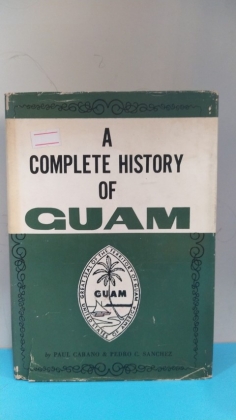 A
COMPLETE HISTORY
OF
GUAM
GUAM
by PAUL CARANO & PEDRO C. SANCHEZ